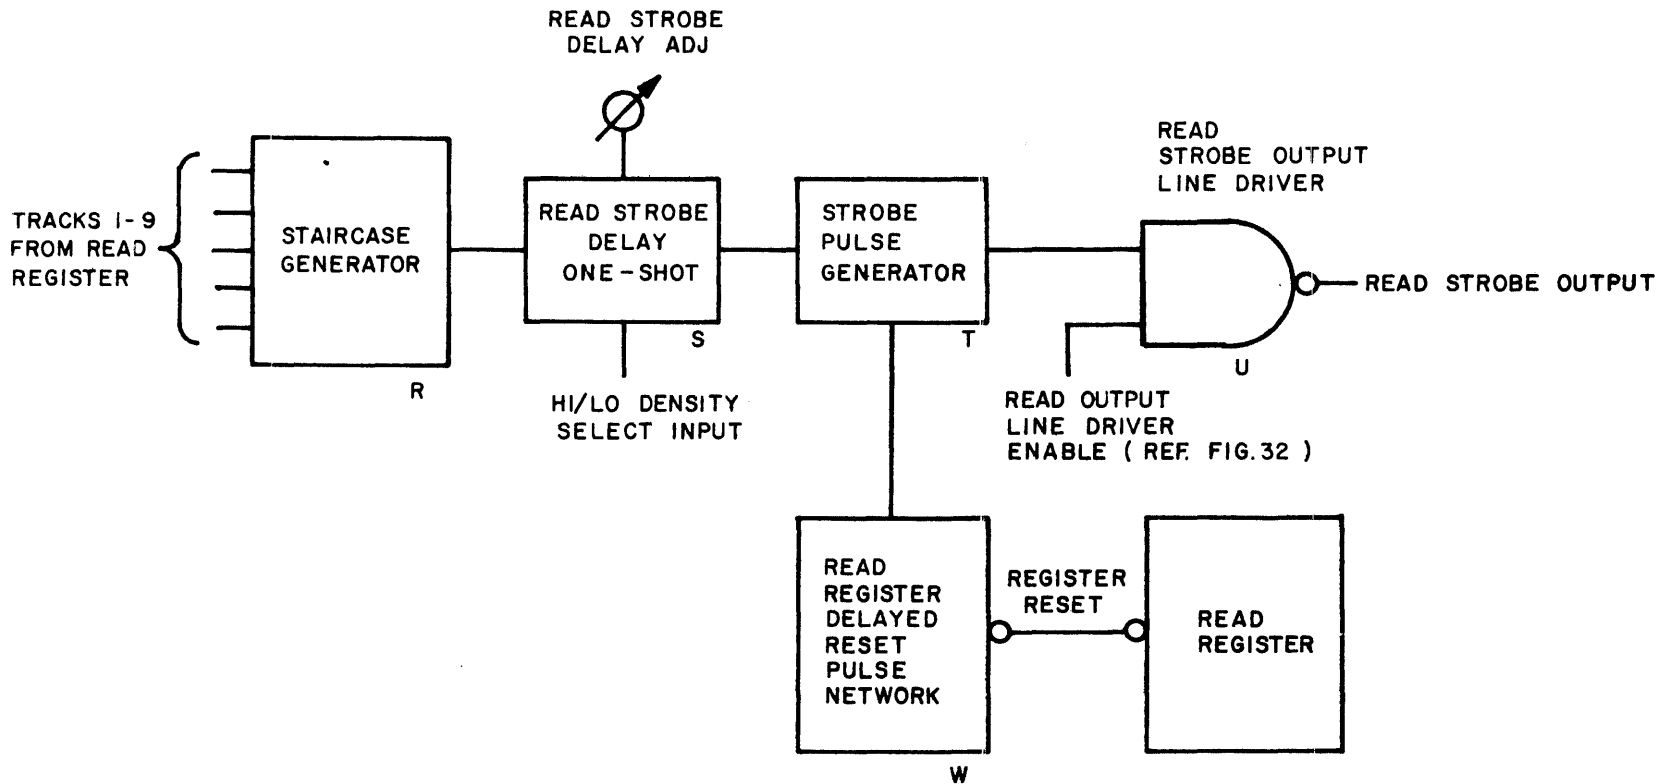 READ STROBE
DELAY ADJ
TRACKS 1-9
FROM READ
REGISTER
STAIRCASE
GENERATOR
R
READ STROBE
DELAY
ONE-SHOT
S
HI/LO DENSITY
SELECT INPUT
STROBE
PULSE
GENERATOR
T
READ
STROBE OUTPUT
LINE DRIVER
U
READ STROBE OUTPUT
READ OUTPUT
LINE DRIVER
ENABLE ( REF. FIG. 32 )
READ
REGISTER
DELAYED
RESET
PULSE
NETWORK
W
REGISTER
RESET
READ
REGISTER